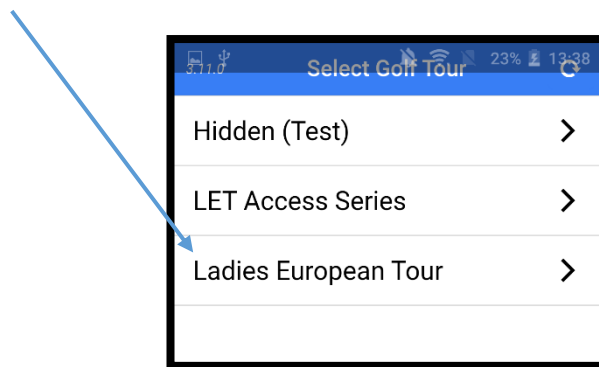 23% 13:38
3.11.0 Select Golf Tour
Hidden (Test)
LET Access Series
Ladies European Tour